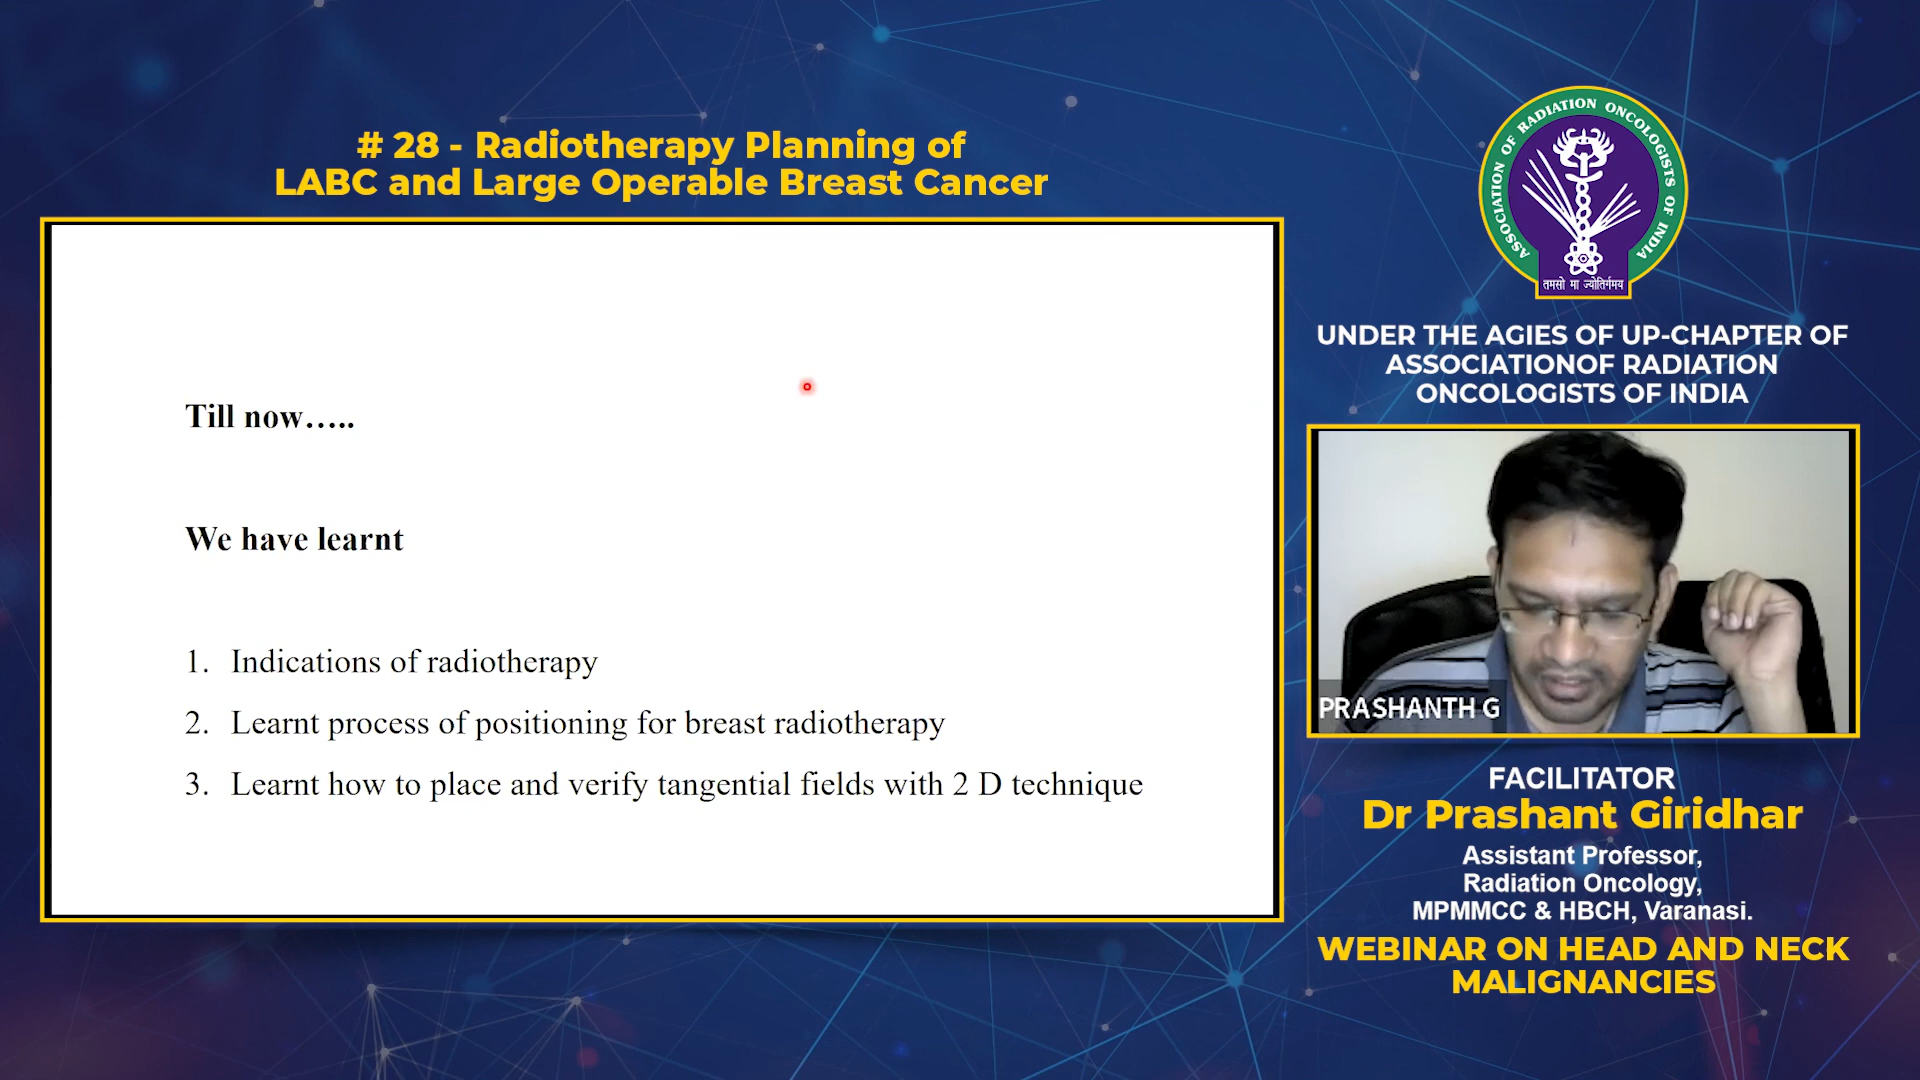 # 28 - Radiotherapy Planning of
LABC and Large Operable Breast Cancer
Till now…..
We have learnt
1. Indications of radiotherapy
2. Learnt process of positioning for breast radiotherapy
3. Learnt how to place and verify tangential fields with 2 D technique
ASSOCIATION OF RADIATION ONCOLOGISTS OF INDIA
तमसो मा ज्योतिर्गमय
UNDER THE AGIES OF UP-CHAPTER OF
ASSOCIATIONOF RADIATION
ONCOLOGISTS OF INDIA
PRASHANTH G
FACILITATOR
Dr Prashant Giridhar
Assistant Professor,
Radiation Oncology,
MPMMCC & HBCH, Varanasi.
WEBINAR ON HEAD AND NECK
MALIGNANCIES